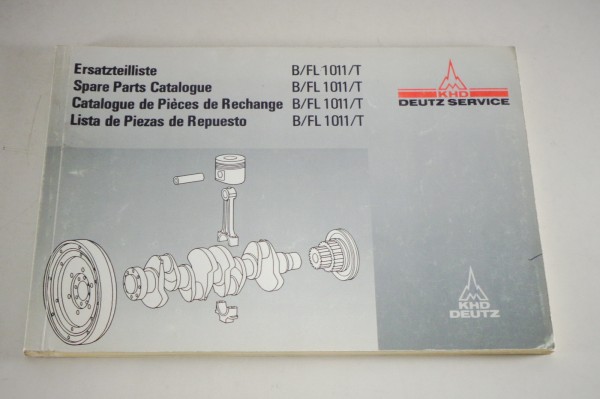 Ersatzteilliste B/FL 1011/T
Spare Parts Catalogue B/FL 1011/T
Catalogue de Pièces de Rechange B/FL 1011/T
Lista de Piezas de Repuesto B/FL 1011/T
KHD
DEUTZ SERVICE
KHD
DEUTZ